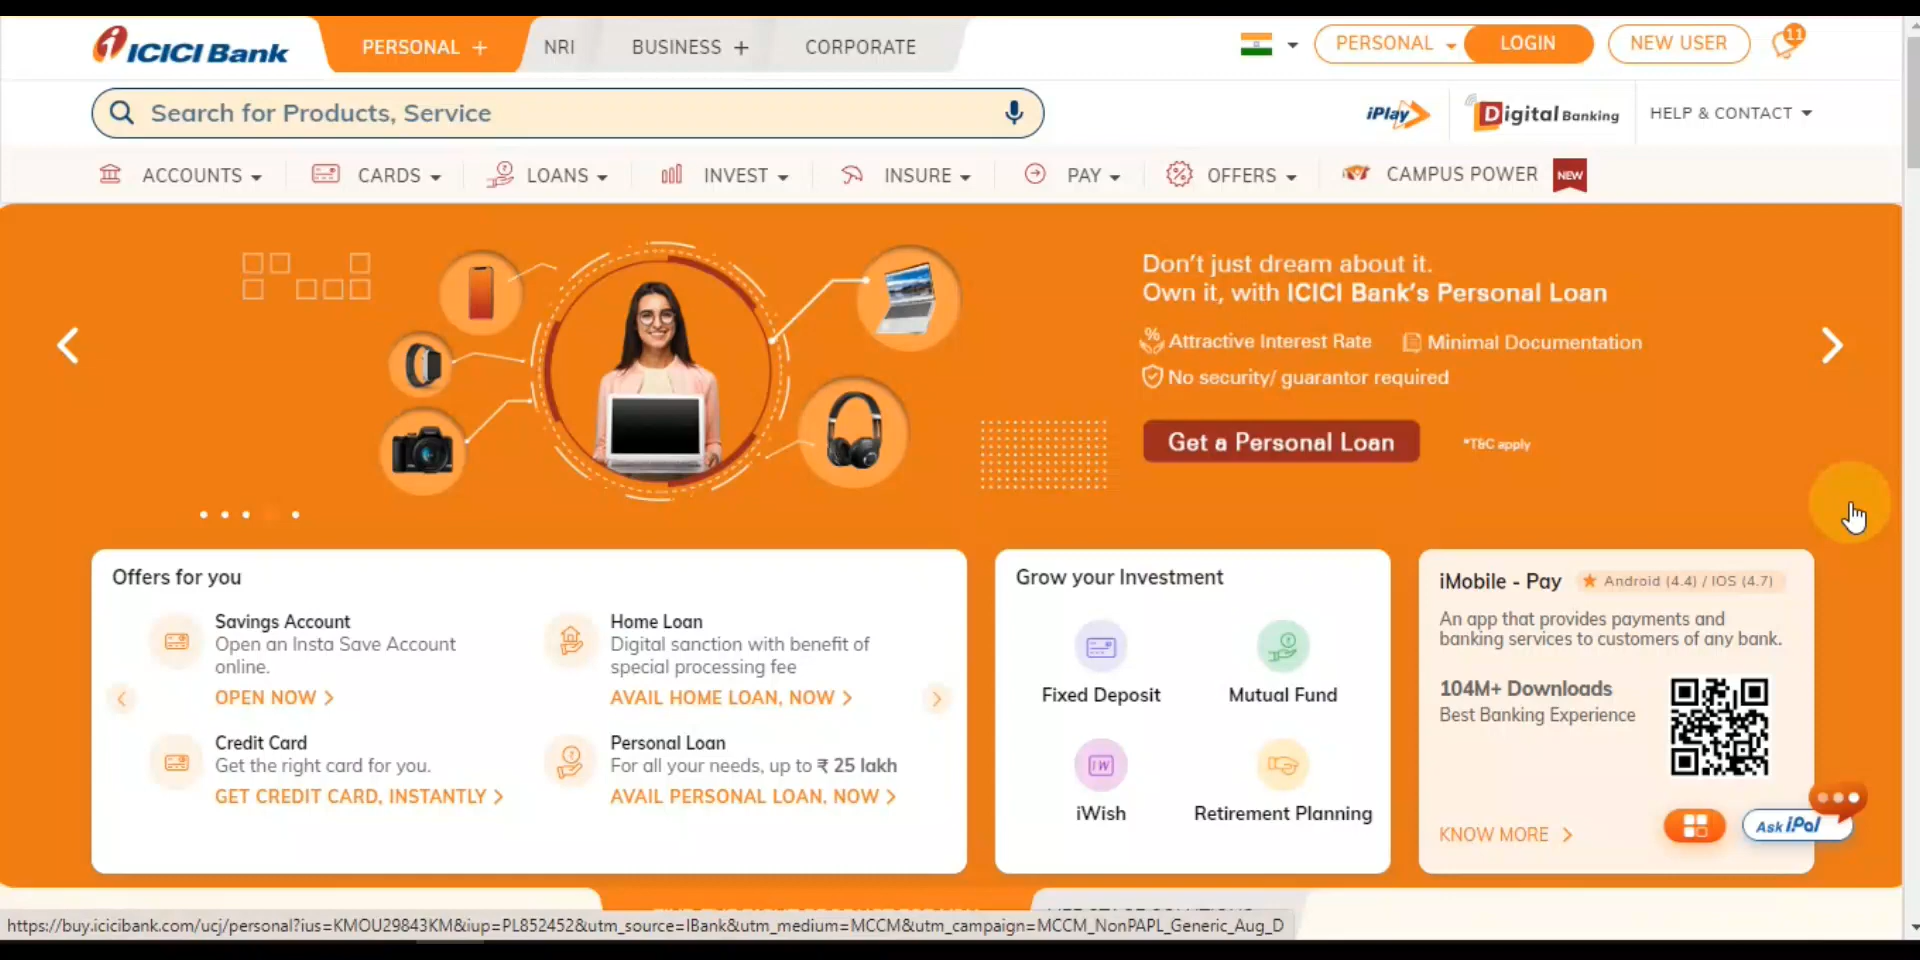 ICICI Bank
PERSONAL +
NRI
BUSINESS +
CORPORATE
PERSONAL
LOGIN
NEW USER
11
Search for Products, Service
iPlay
Digital Banking
HELP & CONTACT
ACCOUNTS
CARDS
LOANS
INVEST
INSURE
PAY
OFFERS
CAMPUS POWER
NEW
Don't just dream about it.
Own it, with ICICI Bank's Personal Loan
Attractive Interest Rate
Minimal Documentation
No security/ guarantor required
Get a Personal Loan
*T&C apply
Offers for you
Savings Account
Open an Insta Save Account
online.
OPEN NOW >
Home Loan
Digital sanction with benefit of
special processing fee
AVAIL HOME LOAN, NOW >
Credit Card
Get the right card for you.
GET CREDIT CARD, INSTANTLY >
Personal Loan
For all your needs, up to ₹ 25 lakh
AVAIL PERSONAL LOAN, NOW >
Grow your Investment
Fixed Deposit
Mutual Fund
iWish
Retirement Planning
iMobile - Pay
Android (4.4) / IOS (4.7)
An app that provides payments and
banking services to customers of any bank.
104M+ Downloads
Best Banking Experience
KNOW MORE >
Ask iPal
https://buy.icicibank.com/ucj/personal?ius=KMOU29843KM&iup=PL852452&utm_source=IBank&utm_medium=MCCM&utm_campaign=MCCM_NonPAPL_Generic_Aug_D